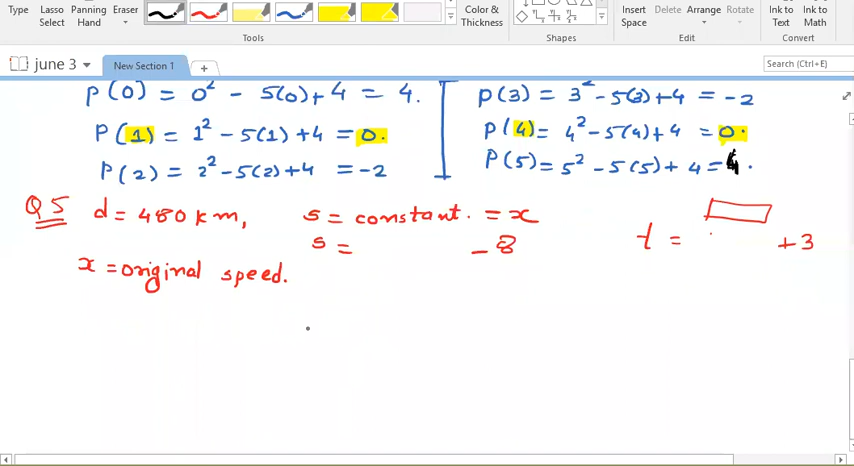 Type
Lasso Select
Panning Hand
Eraser
Color & Thickness
Insert Space
Delete
Arrange
Rotate
Ink to Text
Ink to Math
Tools
Shapes
Edit
Convert
june 3
New Section 1
Search (Ctrl+E)
P(0) = 0² - 5(0)+4 = 4.
P(1) = 1² - 5(1)+4 = 0.
P(2) = 2² - 5(2)+4 = -2
P(3) = 3² - 5(3)+4 = -2
P(4) = 4² - 5(4)+4 = 0.
P(5) = 5² - 5(5)+4 = 4.
Q5 d = 480 km, s = constant. = x
s = - 8 t = + 3
x = original speed.